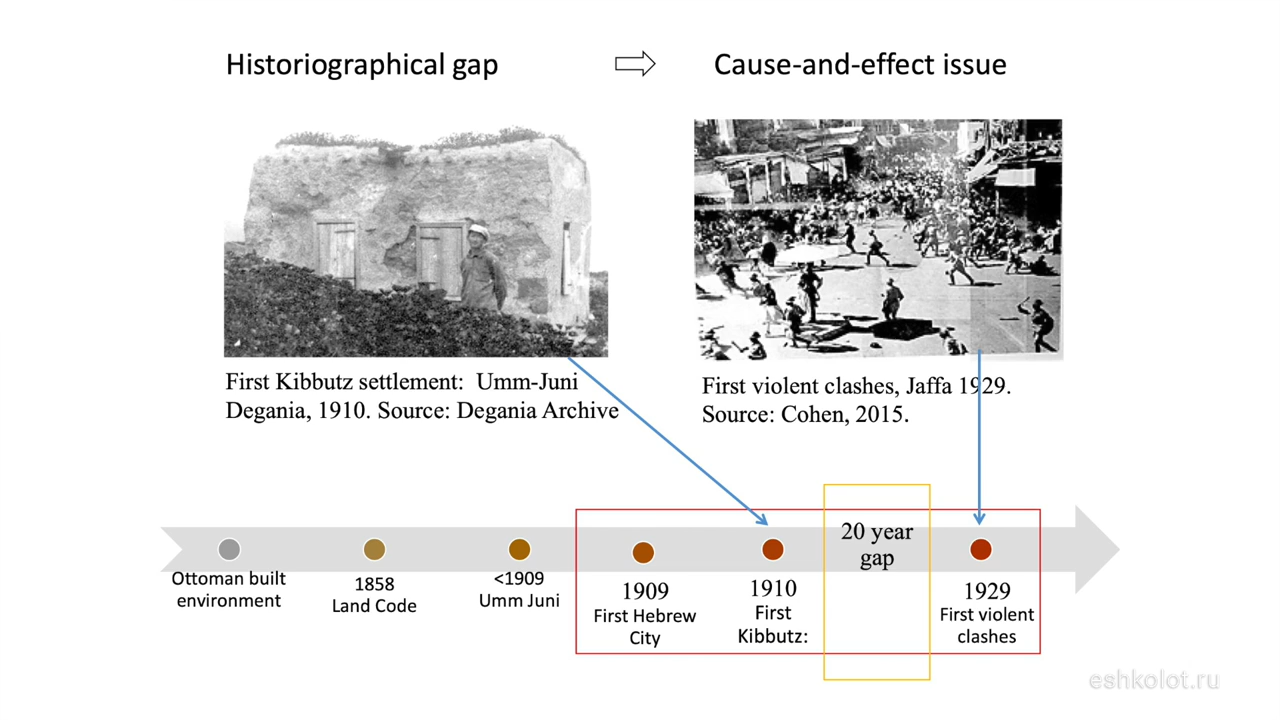 Historiographical gap
Cause-and-effect issue
First Kibbutz settlement: Umm-Juni
Degania, 1910. Source: Degania Archive
First violent clashes, Jaffa 1929.
Source: Cohen, 2015.
20 year
gap
Ottoman built
environment
1858
Land Code
<1909
Umm Juni
1909
First Hebrew
City
1910
First
Kibbutz:
1929
First violent
clashes
eshkolot.ru